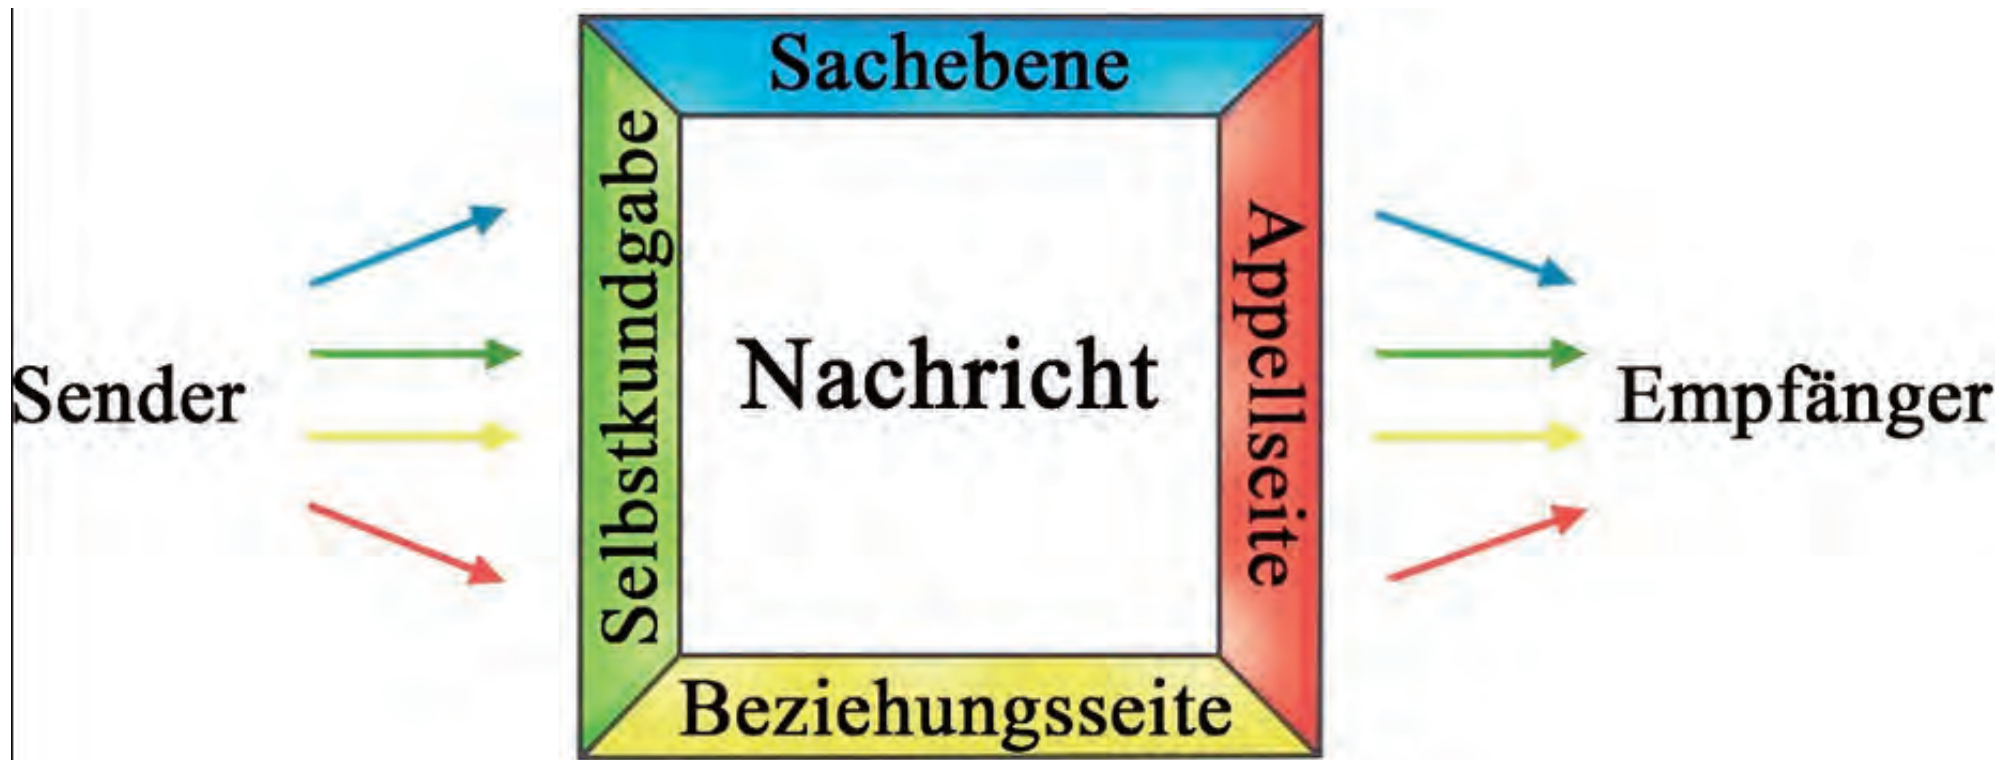 Sachebene
Selbstkundgabe
Sender
Nachricht
Appellseite
Empfänger
Beziehungsseite